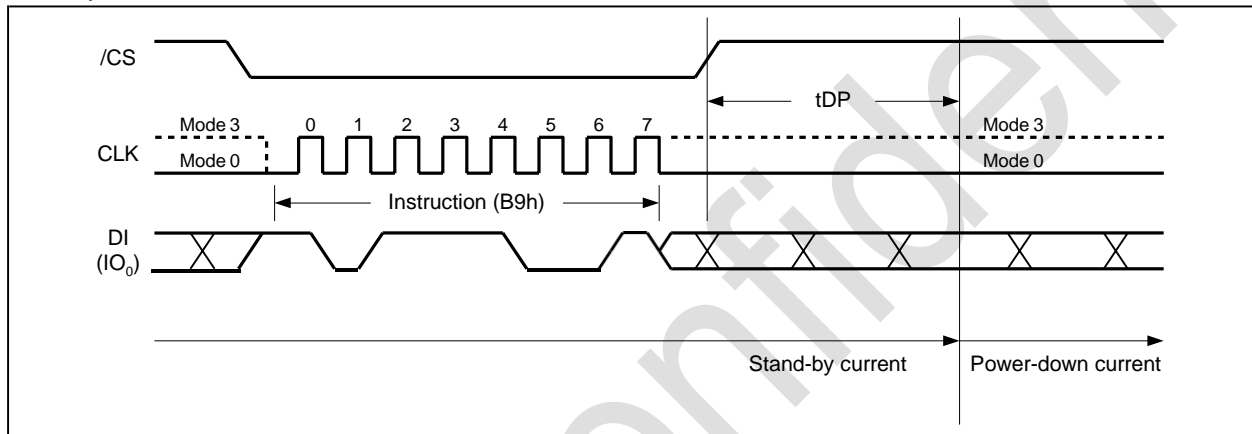 /CS
tDP
Mode 3
0 1 2 3 4 5 6 7
Mode 3
CLK
Mode 0
Mode 0
Instruction (B9h)
DI
(IO0)
Stand-by current
Power-down current
onfiden